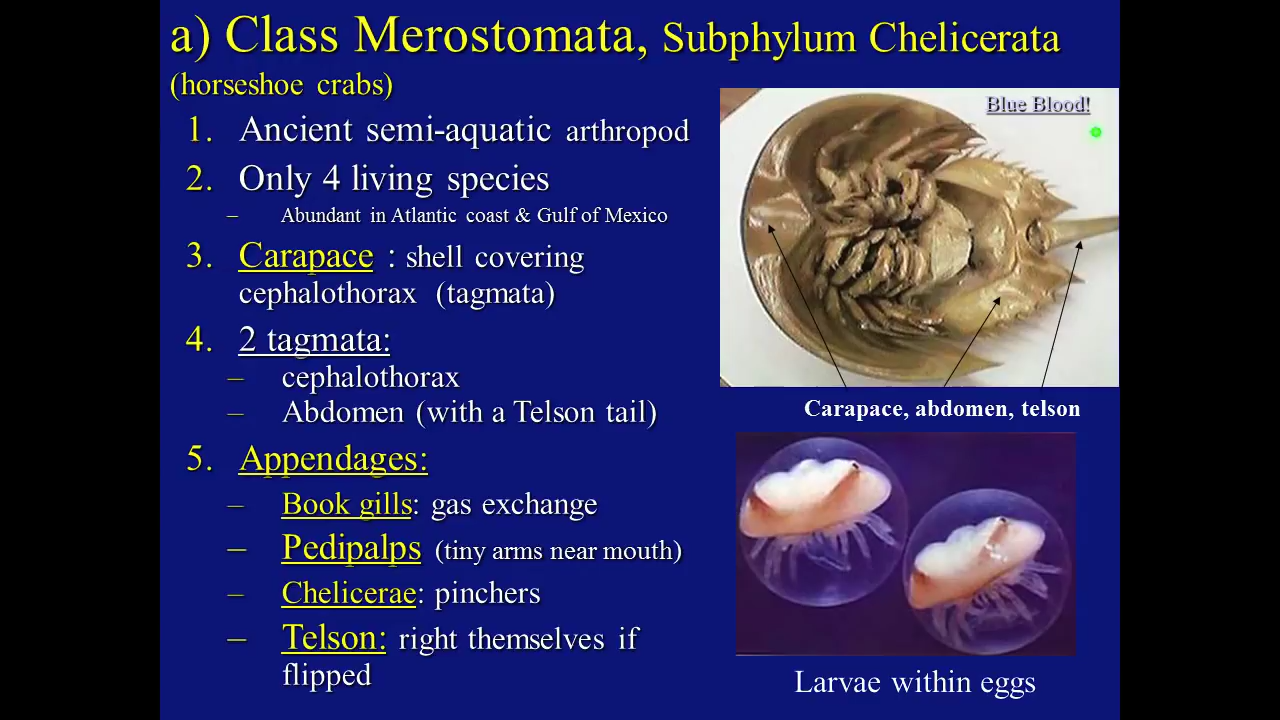 a) Class Merostomata, Subphylum Chelicerata
(horseshoe crabs)
1. Ancient semi-aquatic arthropod
2. Only 4 living species
– Abundant in Atlantic coast & Gulf of Mexico
3. Carapace : shell covering
cephalothorax (tagmata)
4. 2 tagmata:
– cephalothorax
– Abdomen (with a Telson tail)
5. Appendages:
– Book gills: gas exchange
– Pedipalps (tiny arms near mouth)
– Chelicerae: pinchers
– Telson: right themselves if
flipped
Blue Blood!
Carapace, abdomen, telson
Larvae within eggs